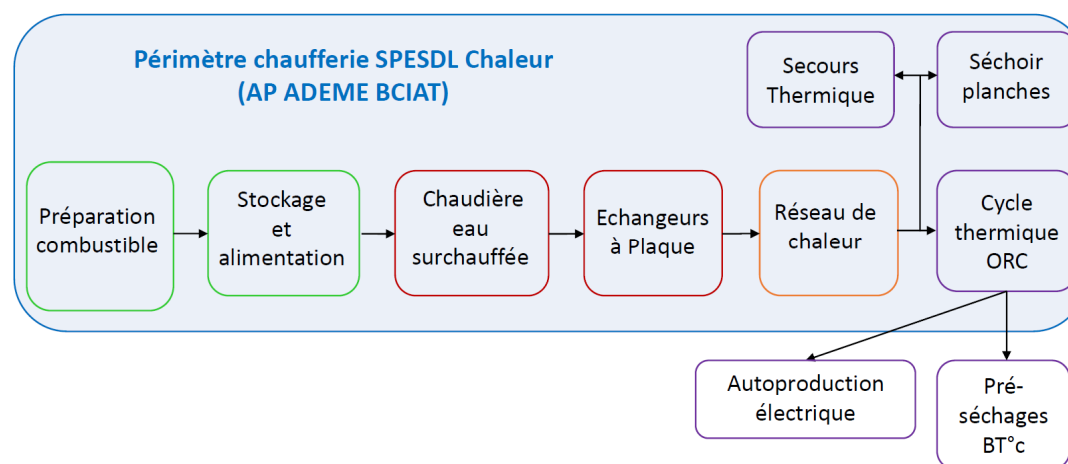 Périmètre chaufferie SPESDL Chaleur
(AP ADEME BCIAT)
Secours
Thermique
Séchoir
planches
Préparation
combustible
Stockage
et
alimentation
Chaudière
eau
surchauffée
Echangeurs
à Plaque
Réseau de
chaleur
Cycle
thermique
ORC
Autoproduction
électrique
Pré-
séchages
BT°c